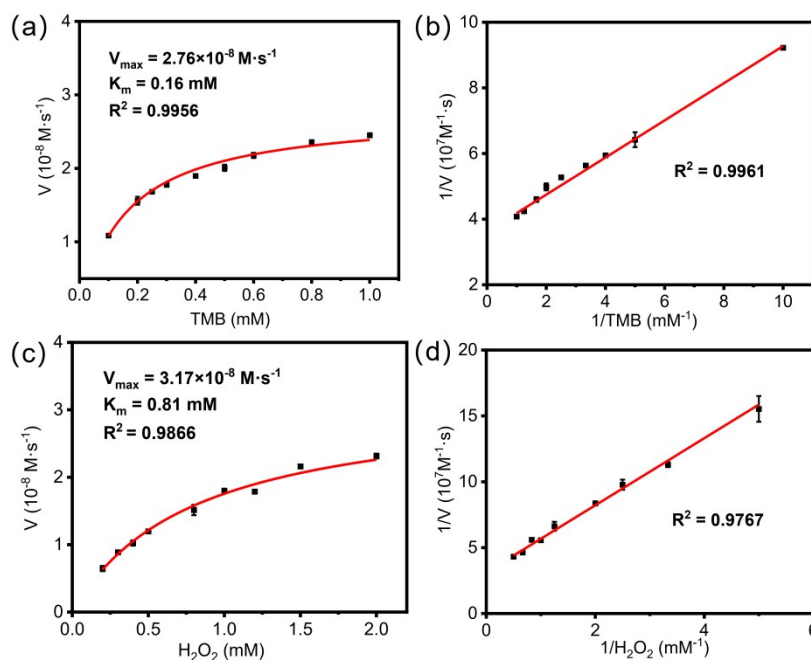 (a)
4
3
2
1
V (10⁻⁸ M·s⁻¹)
Vmax = 2.76×10⁻⁸ M·s⁻¹
Km = 0.16 mM
R² = 0.9956
0.0 0.2 0.4 0.6 0.8 1.0
TMB (mM)
(b)
10
8
6
4
2
1/V (10⁷M⁻¹·s)
R² = 0.9961
0 2 4 6 8 10
1/TMB (mM⁻¹)
(c)
4
3
2
1
0
V (10⁻⁸ M·s⁻¹)
Vmax = 3.17×10⁻⁸ M·s⁻¹
Km = 0.81 mM
R² = 0.9866
0.0 0.5 1.0 1.5 2.0
H₂O₂ (mM)
(d)
20
15
10
5
0
1/V (10⁷M⁻¹·s)
R² = 0.9767
0 2 4 6
1/H₂O₂ (mM⁻¹)